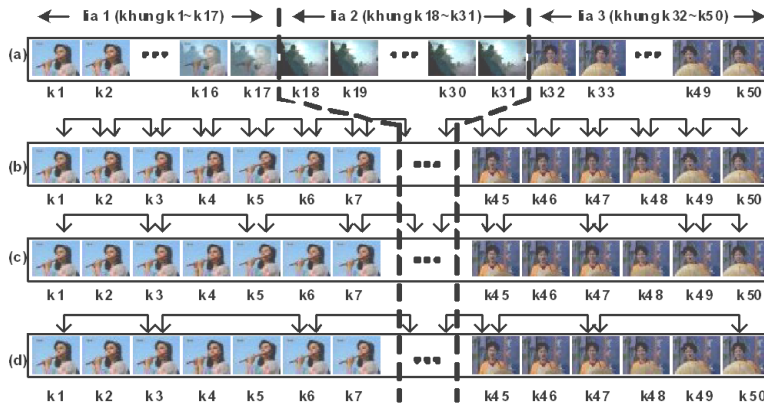 lia 1 (khung k1~k17) lia 2 (khung k18~k31) lia 3 (khung k32~k50)
(a)
k1 k2 k16 k17 k18 k19 k30 k31 k32 k33 k49 k50
(b)
k1 k2 k3 k4 k5 k6 k7 k45 k46 k47 k48 k49 k50
(c)
k1 k2 k3 k4 k5 k6 k7 k45 k46 k47 k48 k49 k50
(d)
k1 k2 k3 k4 k5 k6 k7 k45 k46 k47 k48 k49 k50